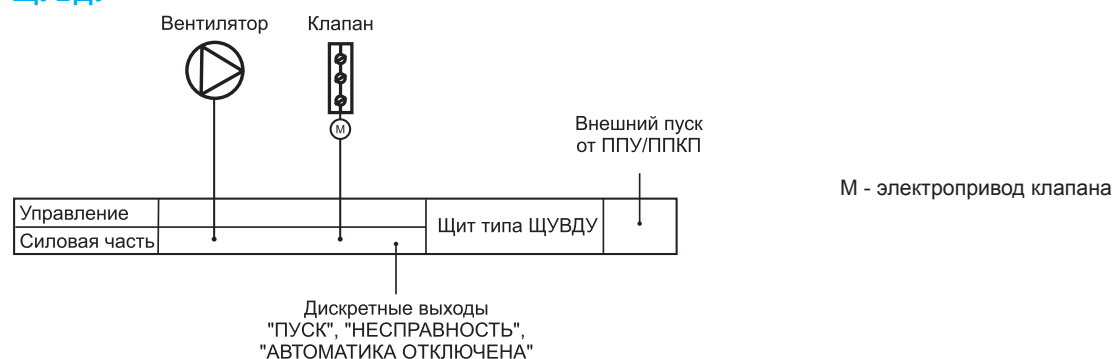 Вентилятор
Клапан
М
Внешний пуск
от ППУ/ППКП
М - электропривод клапана
Управление
Силовая часть
Щит типа ЩУВДУ
Дискретные выходы
"ПУСК", "НЕСПРАВНОСТЬ",
"АВТОМАТИКА ОТКЛЮЧЕНА"